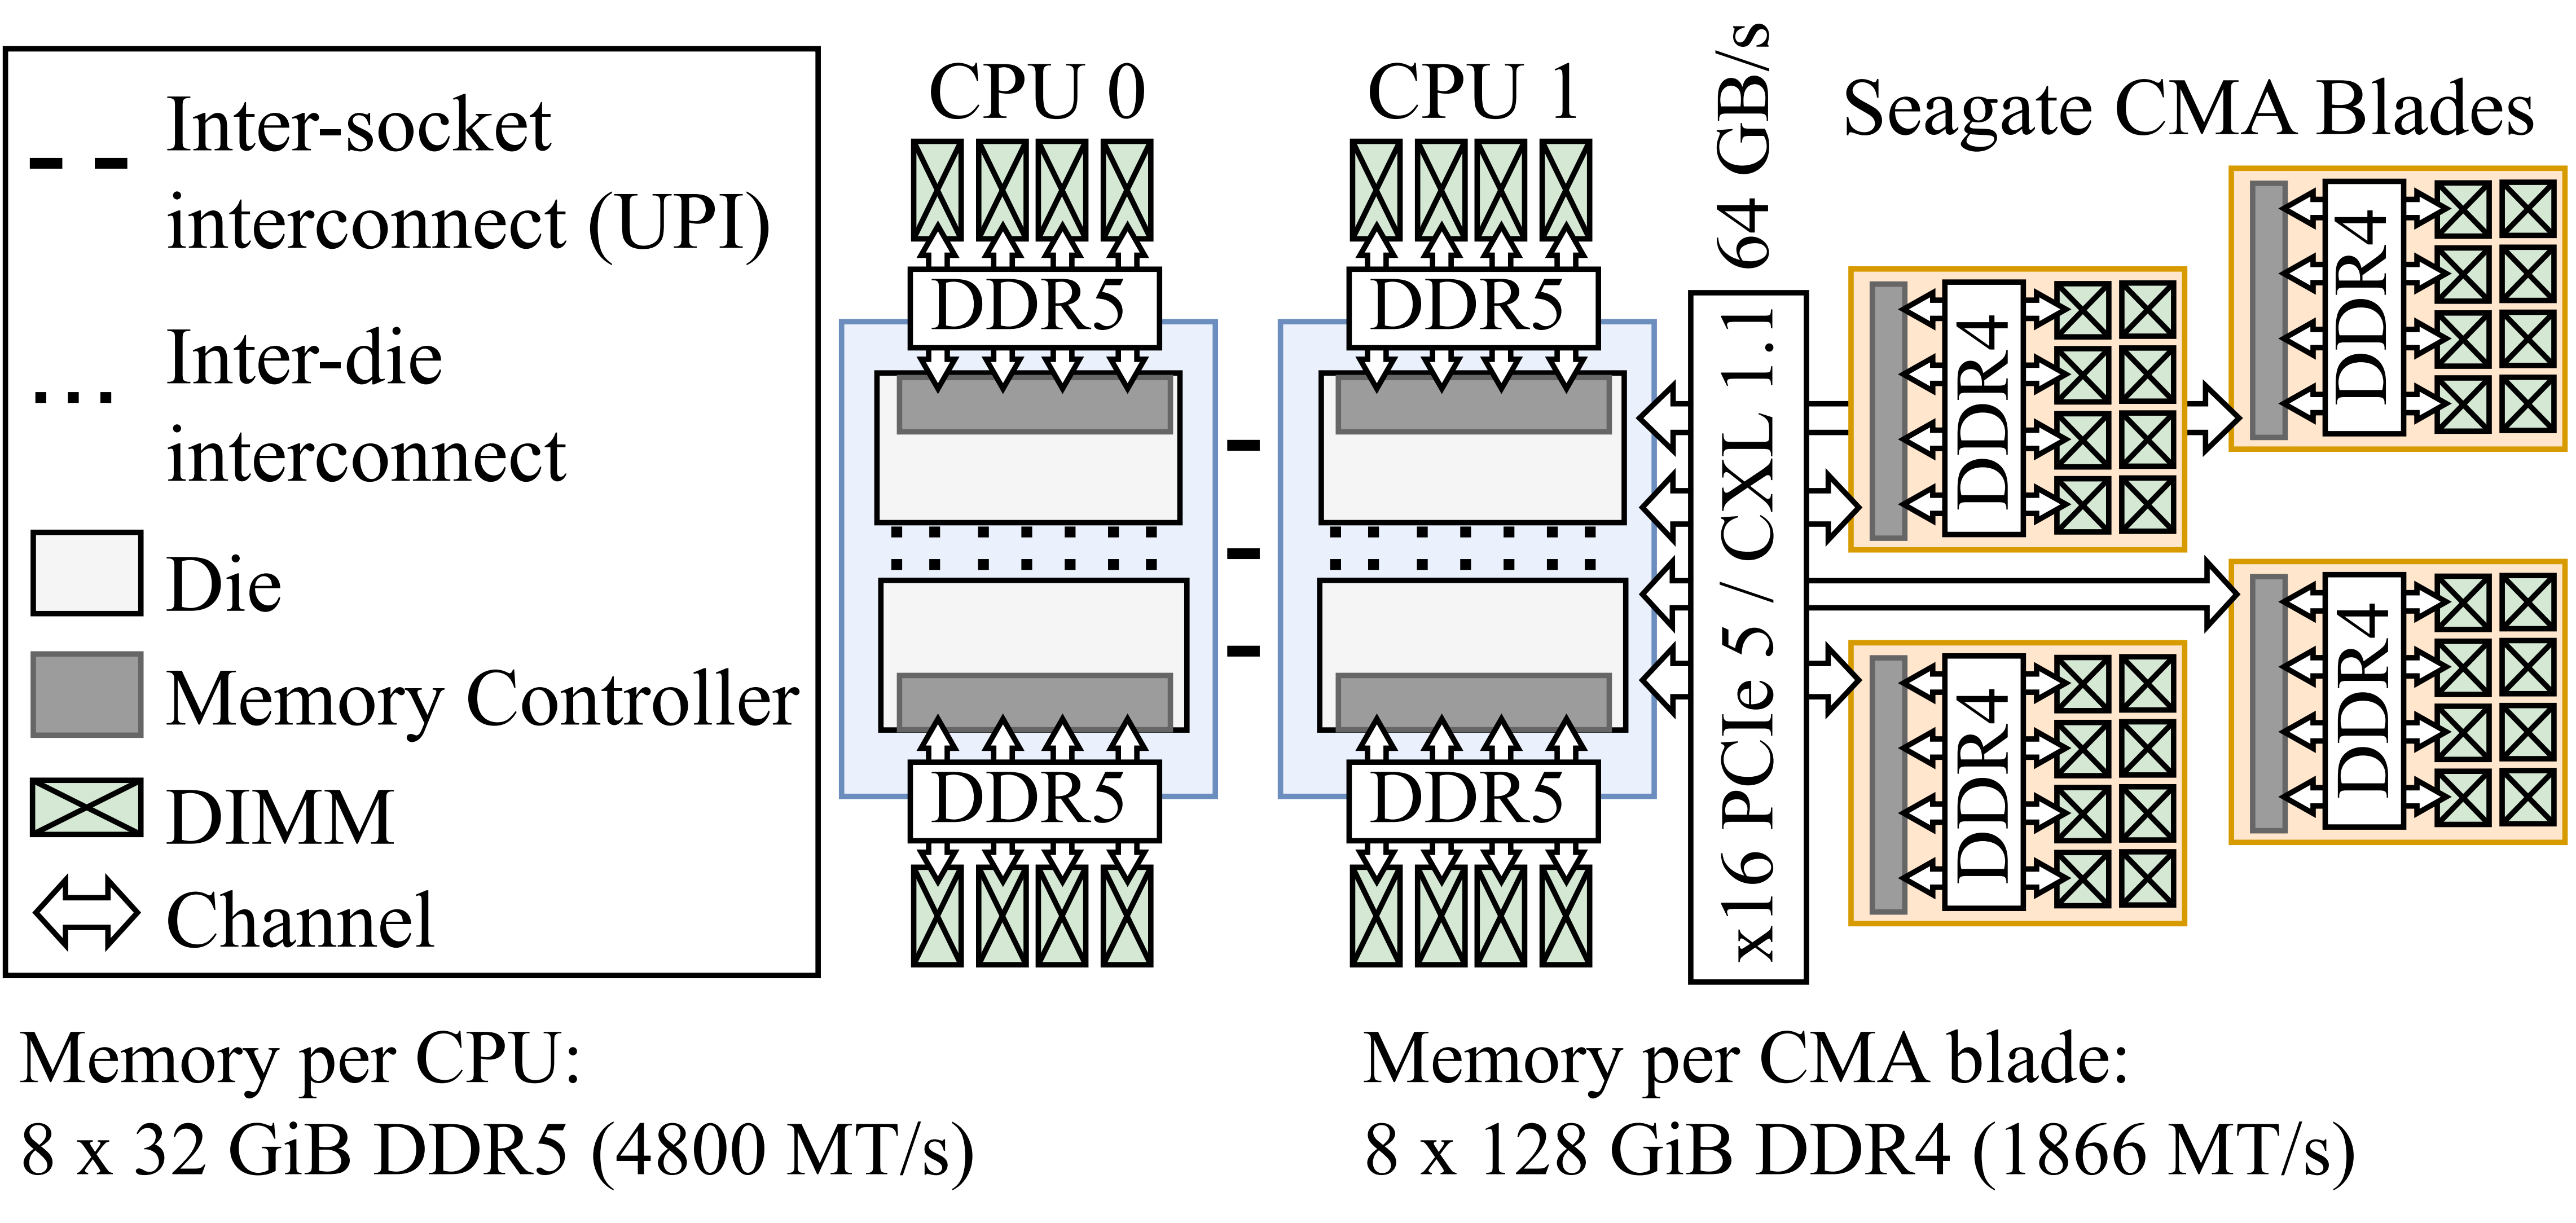 Inter-socket
interconnect (UPI)
Inter-die
interconnect
Die
Memory Controller
DIMM
Channel
CPU 0
CPU 1
DDR5
DDR5
DDR5
DDR5
x16 PCIe 5 / CXL 1.1 64 GB/s
Seagate CMA Blades
DDR4
DDR4
DDR4
DDR4
Memory per CPU:
8 x 32 GiB DDR5 (4800 MT/s)
Memory per CMA blade:
8 x 128 GiB DDR4 (1866 MT/s)